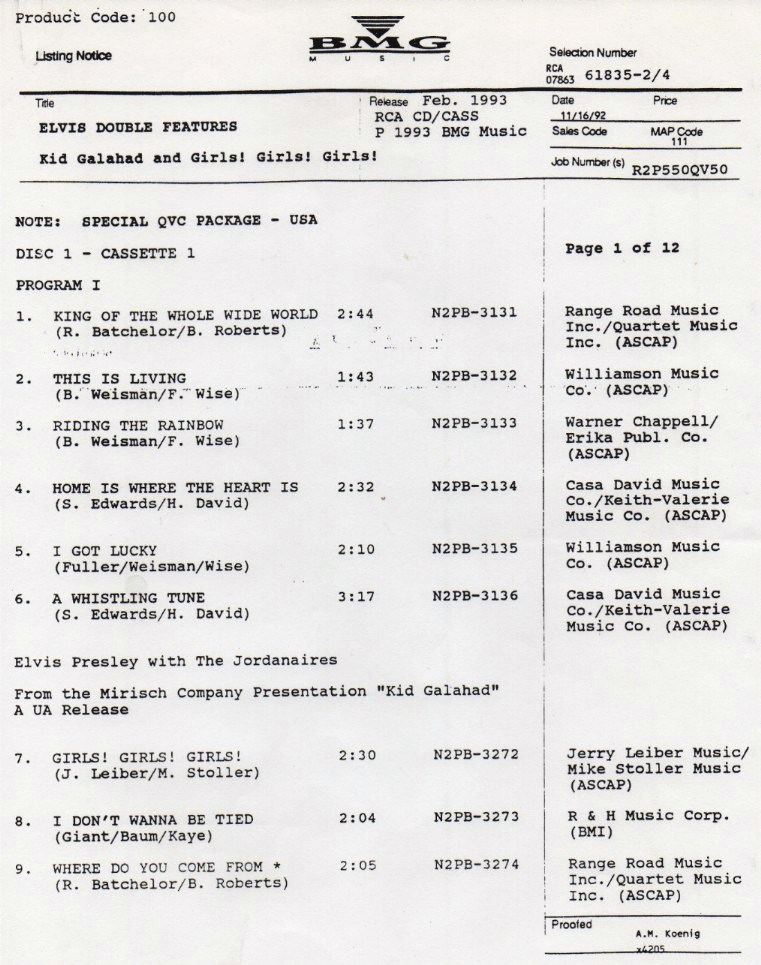 Product Code: 100
BMG
MUSIC
Listing Notice
Selection Number
RCA
07863 61835-2/4
Title
Release Feb. 1993
Date Price
RCA CD/CASS
11/16/92
ELVIS DOUBLE FEATURES
P 1993 BMG Music
Sales Code MAP Code
111
Kid Galahad and Girls! Girls! Girls!
Job Number (s) R2P550QV50
NOTE: SPECIAL QVC PACKAGE - USA
DISC 1 - CASSETTE 1
Page 1 of 12
PROGRAM I
1. KING OF THE WHOLE WIDE WORLD 2:44 N2PB-3131 Range Road Music
(R. Batchelor/B. Roberts) Inc./Quartet Music
Inc. (ASCAP)
2. THIS IS LIVING 1:43 N2PB-3132 Williamson Music
(B. Weisman/F. Wise) Co. (ASCAP)
3. RIDING THE RAINBOW 1:37 N2PB-3133 Warner Chappell/
(B. Weisman/F. Wise) Erika Publ. Co.
(ASCAP)
4. HOME IS WHERE THE HEART IS 2:32 N2PB-3134 Casa David Music
(S. Edwards/H. David) Co./Keith-Valerie
Music Co. (ASCAP)
5. I GOT LUCKY 2:10 N2PB-3135 Williamson Music
(Fuller/Weisman/Wise) Co. (ASCAP)
6. A WHISTLING TUNE 3:17 N2PB-3136 Casa David Music
(S. Edwards/H. David) Co./Keith-Valerie
Music Co. (ASCAP)
Elvis Presley with The Jordanaires
From the Mirisch Company Presentation "Kid Galahad"
A UA Release
7. GIRLS! GIRLS! GIRLS! 2:30 N2PB-3272 Jerry Leiber Music/
(J. Leiber/M. Stoller) Mike Stoller Music
(ASCAP)
8. I DON'T WANNA BE TIED 2:04 N2PB-3273 R & H Music Corp.
(Giant/Baum/Kaye) (BMI)
9. WHERE DO YOU COME FROM * 2:05 N2PB-3274 Range Road Music
(R. Batchelor/B. Roberts) Inc./Quartet Music
Inc. (ASCAP)
Proofed
A.M. Koenig
x4205